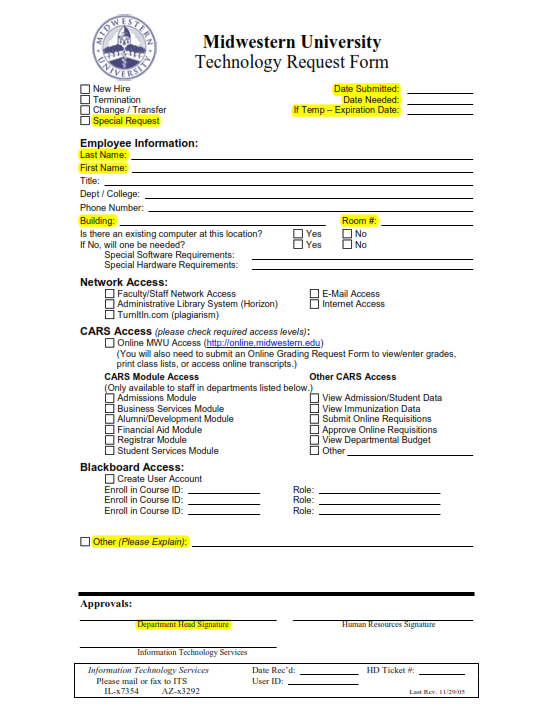 MIDWESTERN
UNIVERSITY
Midwestern University
Technology Request Form
New Hire
Termination
Change / Transfer
Special Request
Date Submitted:
Date Needed:
If Temp – Expiration Date:
Employee Information:
Last Name:
First Name:
Title:
Dept / College:
Phone Number:
Building: Room #:
Is there an existing computer at this location? Yes No
If No, will one be needed? Yes No
Special Software Requirements:
Special Hardware Requirements:
Network Access:
Faculty/Staff Network Access E-Mail Access
Administrative Library System (Horizon) Internet Access
TurnItIn.com (plagiarism)
CARS Access (please check required access levels):
Online MWU Access (http://online.midwestern.edu)
(You will also need to submit an Online Grading Request Form to view/enter grades,
print class lists, or access online transcripts.)
CARS Module Access Other CARS Access
(Only available to staff in departments listed below.)
Admissions Module View Admission/Student Data
Business Services Module View Immunization Data
Alumni/Development Module Submit Online Requisitions
Financial Aid Module Approve Online Requisitions
Registrar Module View Departmental Budget
Student Services Module Other
Blackboard Access:
Create User Account
Enroll in Course ID: Role:
Enroll in Course ID: Role:
Enroll in Course ID: Role:
Other (Please Explain):
Approvals:
Department Head Signature Human Resources Signature
Information Technology Services
Information Technology Services Date Rec'd: HD Ticket #:
Please mail or fax to ITS User ID:
IL-x7354 AZ-x3292 Last Rev. 11/29/05